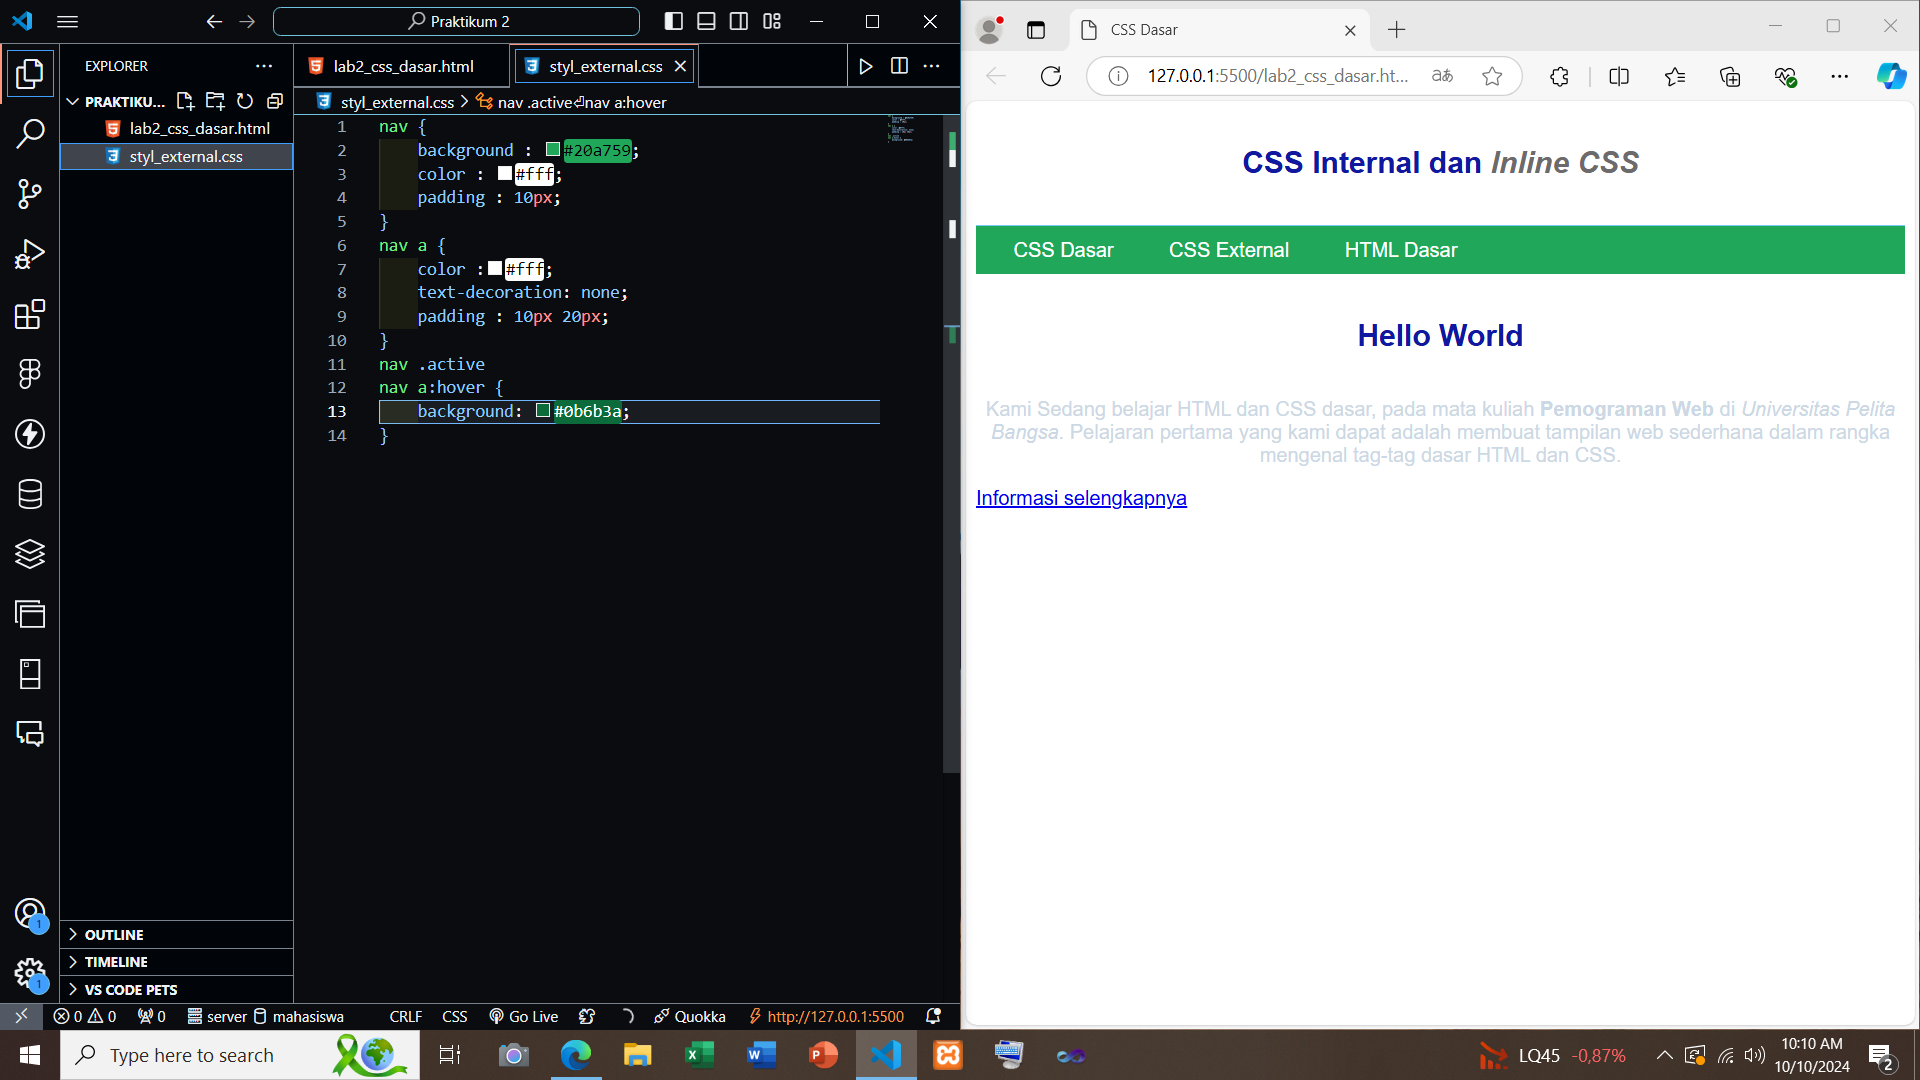 Praktikum 2
EXPLORER
PRAKTIKU...
lab2_css_dasar.html
styl_external.css
OUTLINE
TIMELINE
VS CODE PETS
lab2_css_dasar.html
styl_external.css
styl_external.css > nav .active⏎nav a:hover
1 nav {
2 background : #20a759;
3 color : #fff;
4 padding : 10px;
5 }
6 nav a {
7 color : #fff;
8 text-decoration: none;
9 padding : 10px 20px;
10 }
11 nav .active
12 nav a:hover {
13 background: #0b6b3a;
14 }
0 0 0 server mahasiswa CRLF CSS Go Live Quokka http://127.0.0.1:5500
CSS Dasar
127.0.0.1:5500/lab2_css_dasar.ht...
CSS Internal dan Inline CSS
CSS Dasar CSS External HTML Dasar
Hello World
Kami Sedang belajar HTML dan CSS dasar, pada mata kuliah Pemograman Web di Universitas Pelita
Bangsa. Pelajaran pertama yang kami dapat adalah membuat tampilan web sederhana dalam rangka
mengenal tag-tag dasar HTML dan CSS.
Informasi selengkapnya
1
1
Type here to search
LQ45 -0,87%
10:10 AM
10/10/2024
2